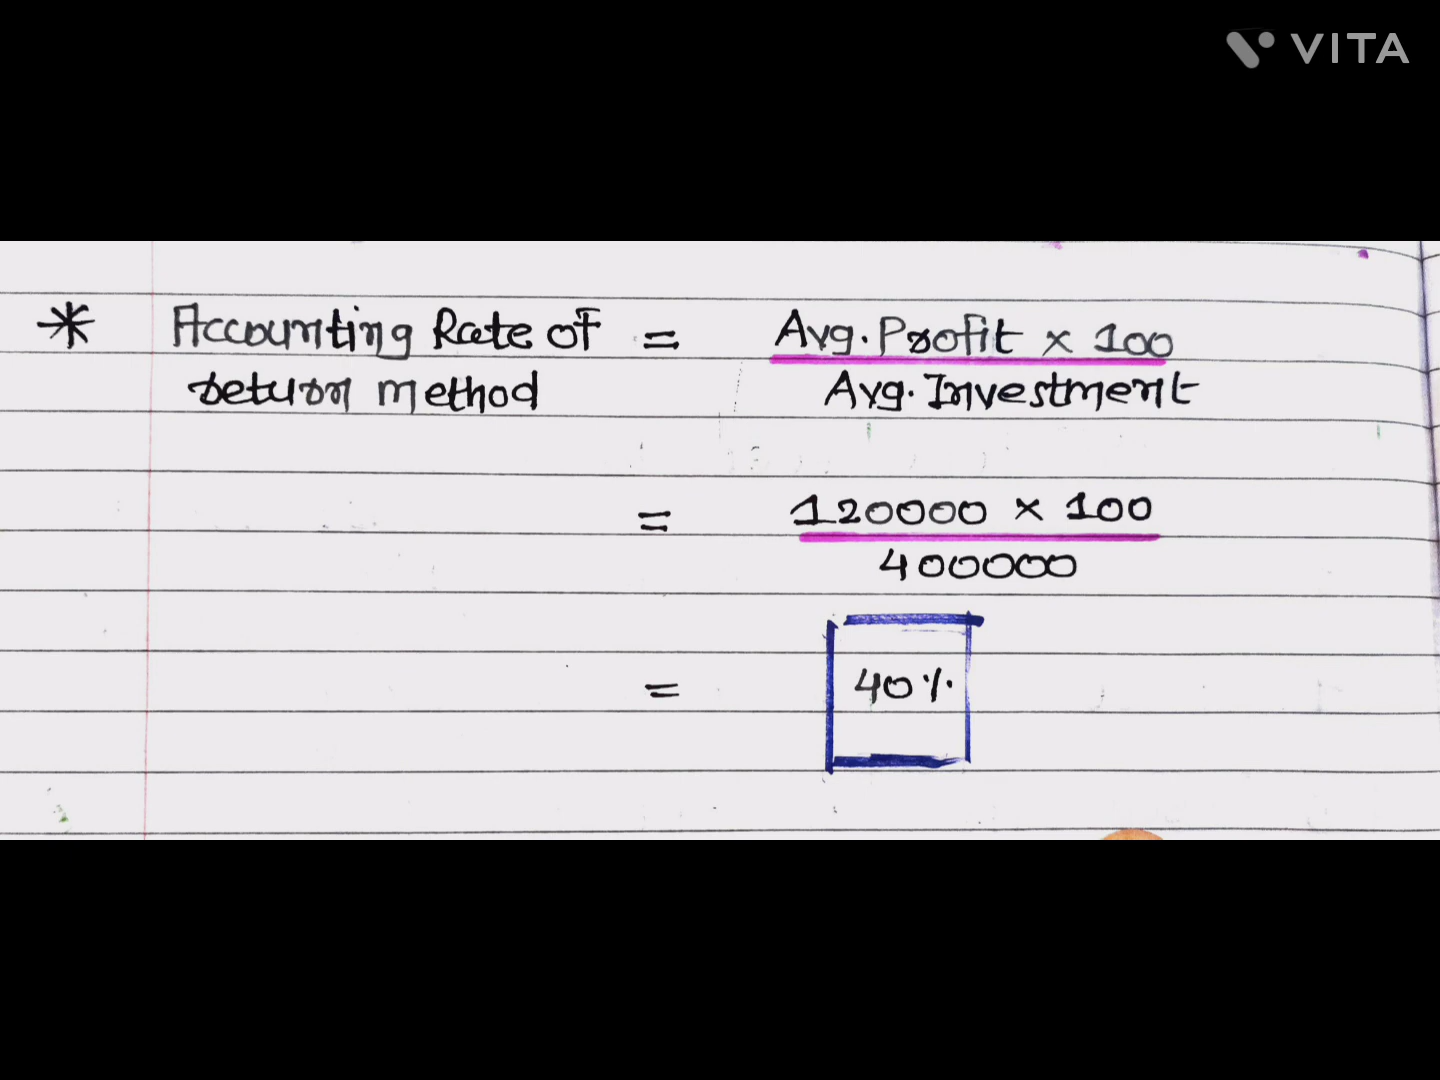 VITA
* Accounting Rate of = Avg. Profit × 100
return method Avg. Investment
= 120000 × 100
400000
= 40%